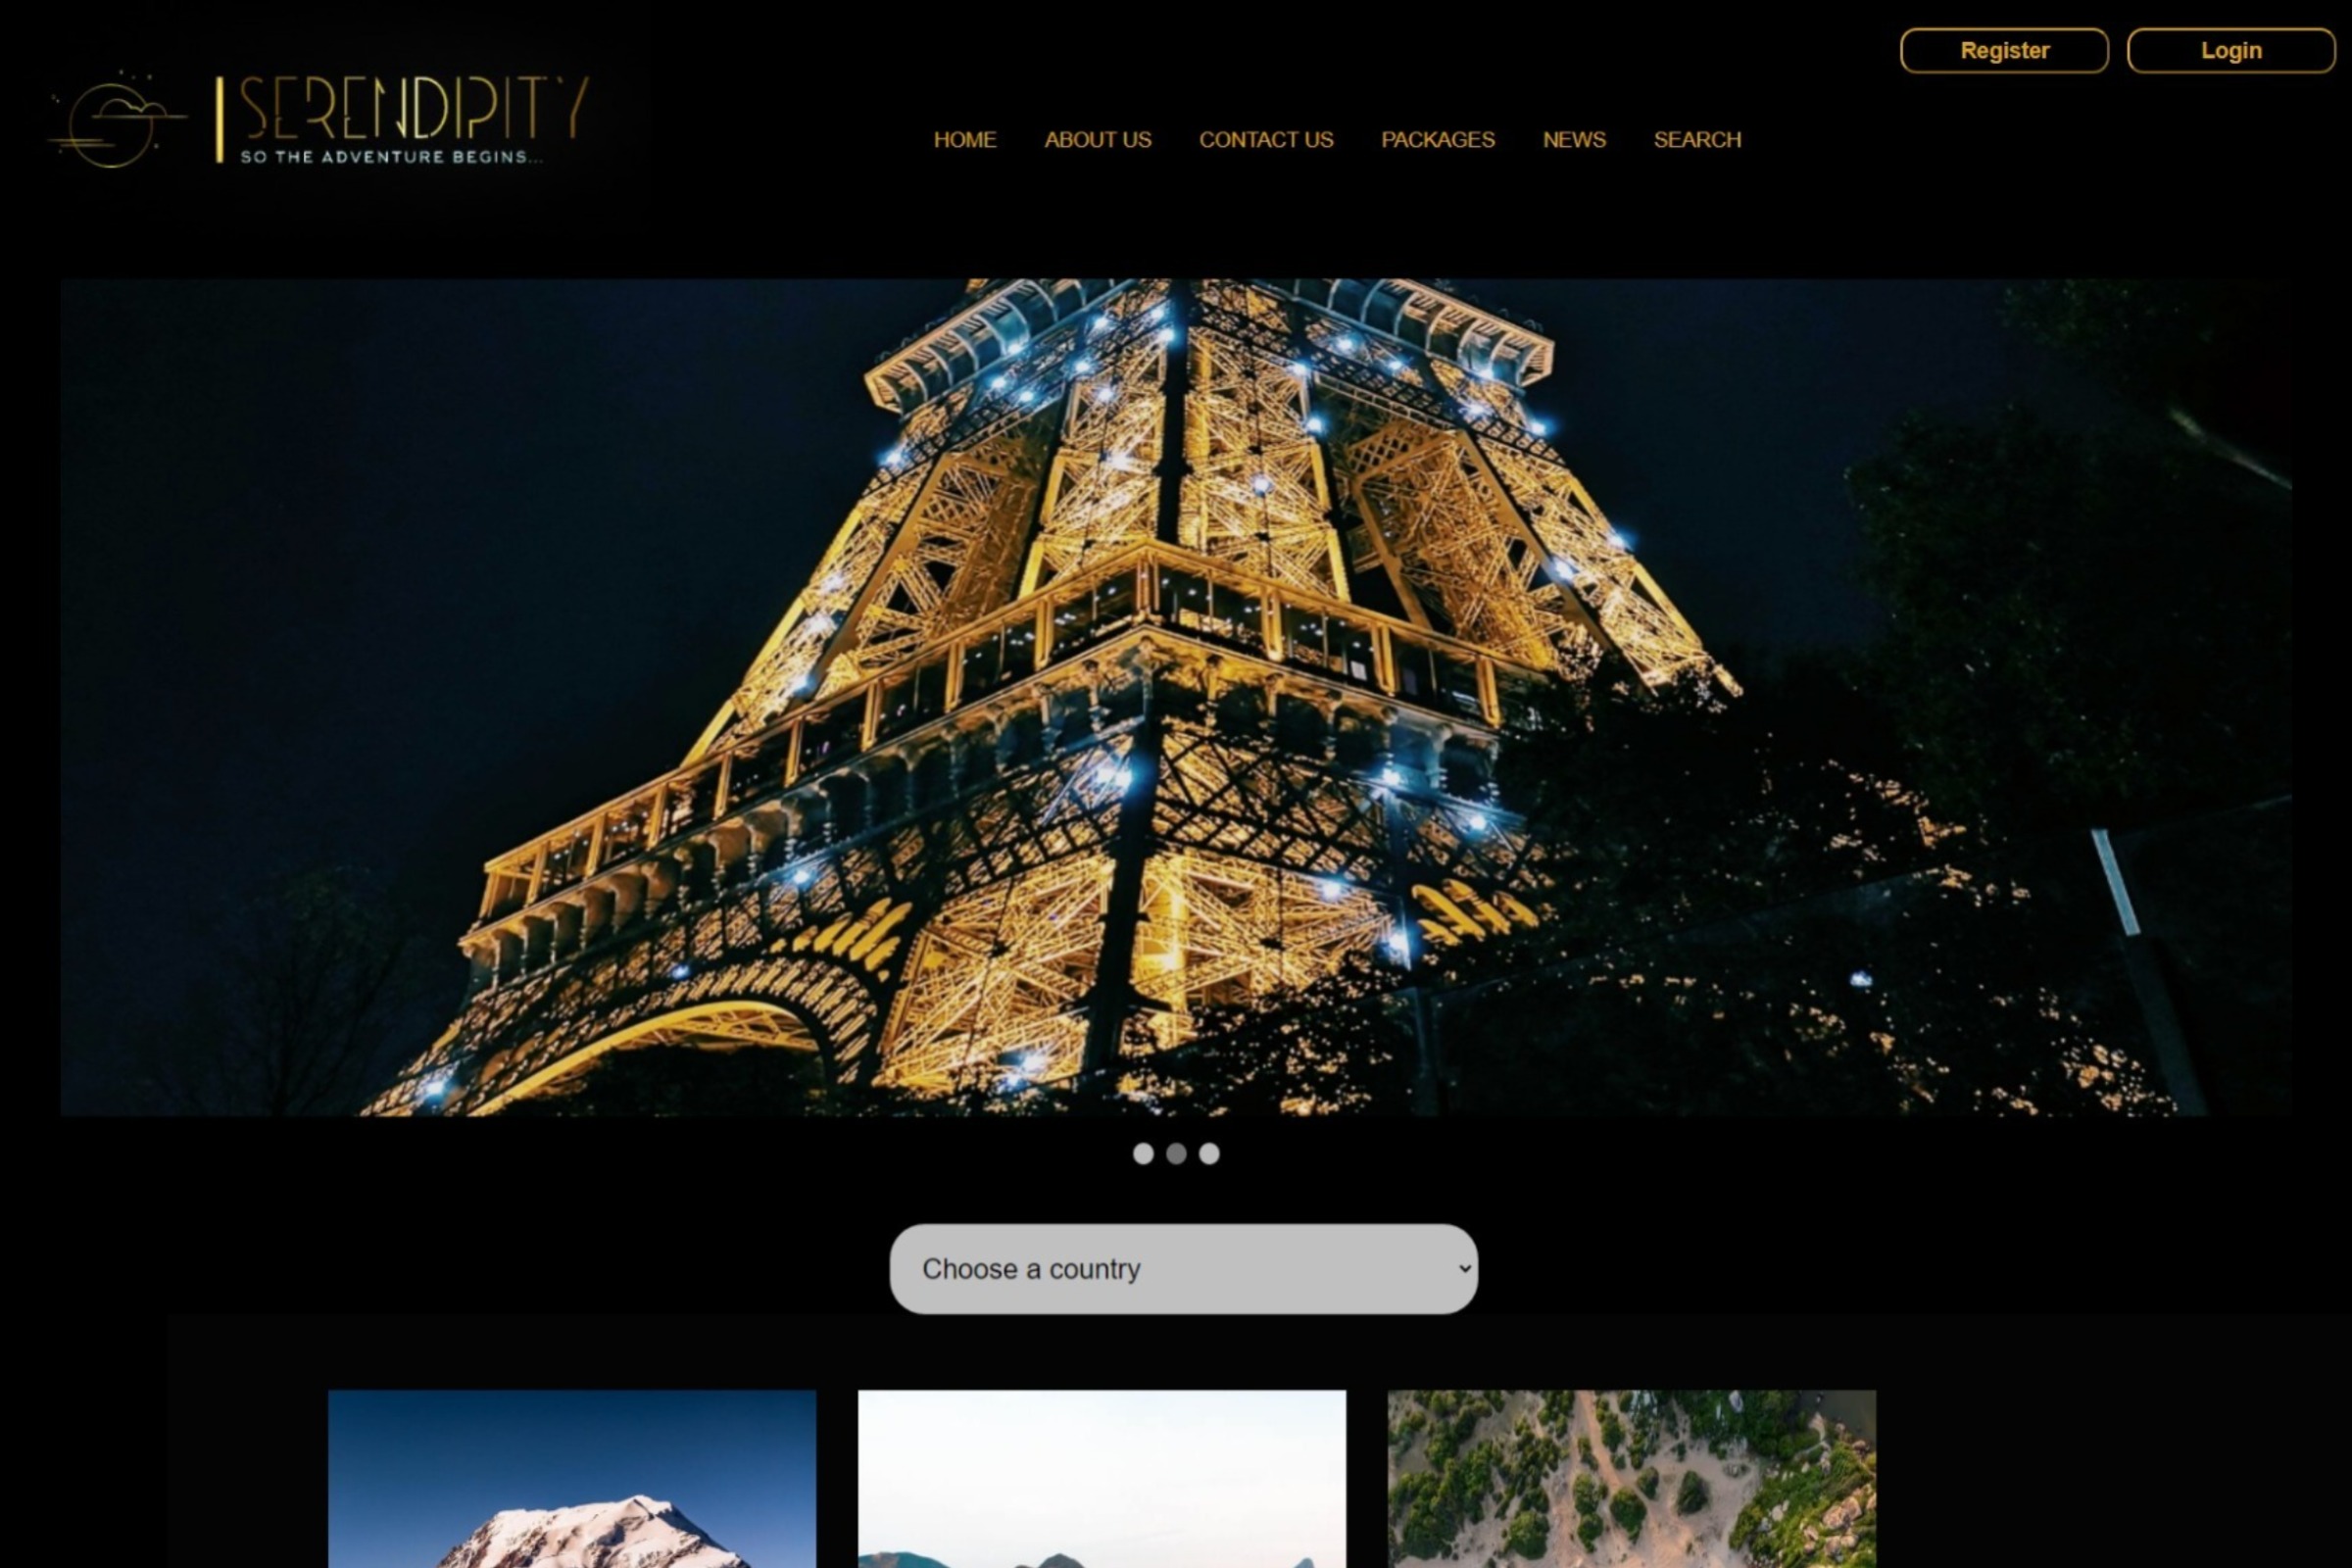 Register
Login
SERENDIPITY
SO THE ADVENTURE BEGINS...
HOME
ABOUT US
CONTACT US
PACKAGES
NEWS
SEARCH
Choose a country